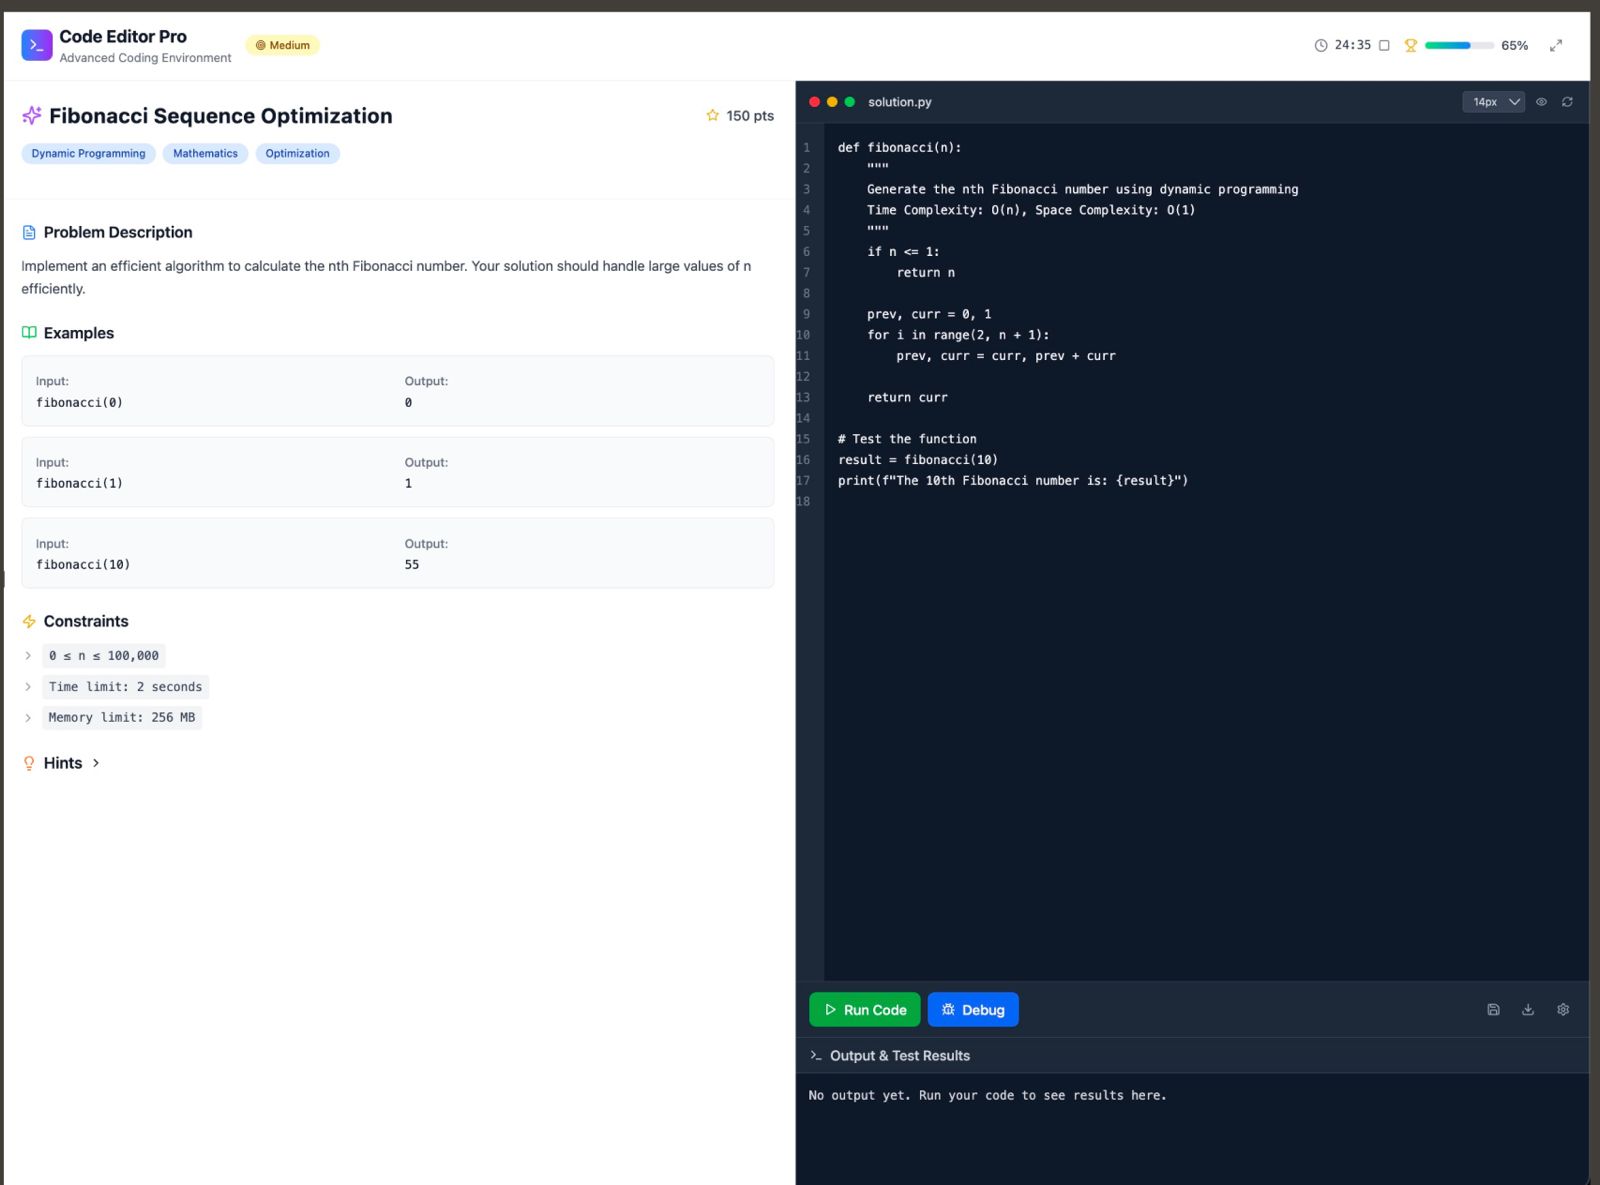 Code Editor Pro
Advanced Coding Environment
Medium
24:35
65%
Fibonacci Sequence Optimization
150 pts
Dynamic Programming
Mathematics
Optimization
Problem Description
Implement an efficient algorithm to calculate the nth Fibonacci number. Your solution should handle large values of n
efficiently.
Examples
Input:
Output:
fibonacci(0)
0
Input:
Output:
fibonacci(1)
1
Input:
Output:
fibonacci(10)
55
Constraints
0 ≤ n ≤ 100,000
Time limit: 2 seconds
Memory limit: 256 MB
Hints
solution.py
14px
1 def fibonacci(n):
2     """
3     Generate the nth Fibonacci number using dynamic programming
4     Time Complexity: O(n), Space Complexity: O(1)
5     """
6     if n <= 1:
7         return n
8
9     prev, curr = 0, 1
10     for i in range(2, n + 1):
11         prev, curr = curr, prev + curr
12
13     return curr
14
15 # Test the function
16 result = fibonacci(10)
17 print(f"The 10th Fibonacci number is: {result}")
18
Run Code
Debug
Output & Test Results
No output yet. Run your code to see results here.